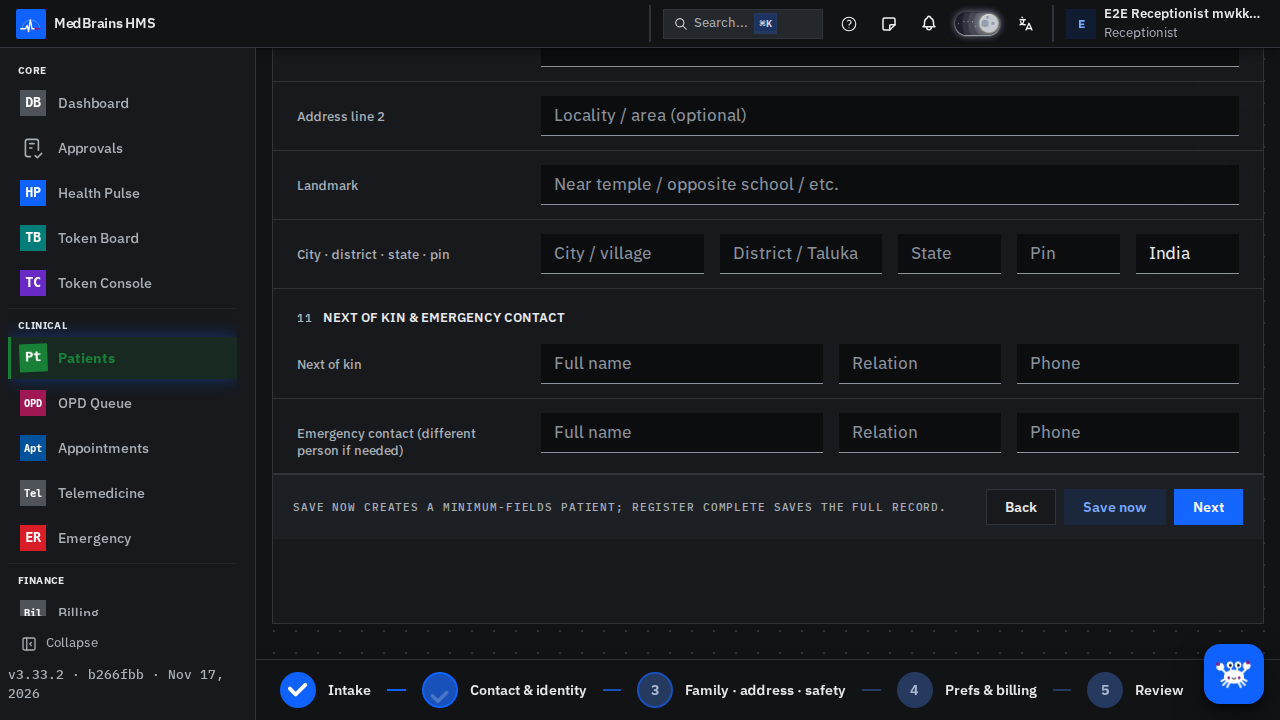 MedBrains HMS
Search...
⌘K
E
E2E Receptionist mwkk...
Receptionist
CORE
DB Dashboard
Approvals
HP Health Pulse
TB Token Board
TC Token Console
CLINICAL
Pt Patients
OPD OPD Queue
Apt Appointments
Tel Telemedicine
ER Emergency
FINANCE
Bil Billing
Collapse
v3.33.2 · b266fbb · Nov 17,
2026
Address line 2
Locality / area (optional)
Landmark
Near temple / opposite school / etc.
City · district · state · pin
City / village
District / Taluka
State
Pin
India
11 NEXT OF KIN & EMERGENCY CONTACT
Next of kin
Full name
Relation
Phone
Emergency contact (different
person if needed)
Full name
Relation
Phone
SAVE NOW CREATES A MINIMUM-FIELDS PATIENT; REGISTER COMPLETE SAVES THE FULL RECORD.
Back
Save now
Next
Intake
Contact & identity
3 Family · address · safety
4 Prefs & billing
5 Review